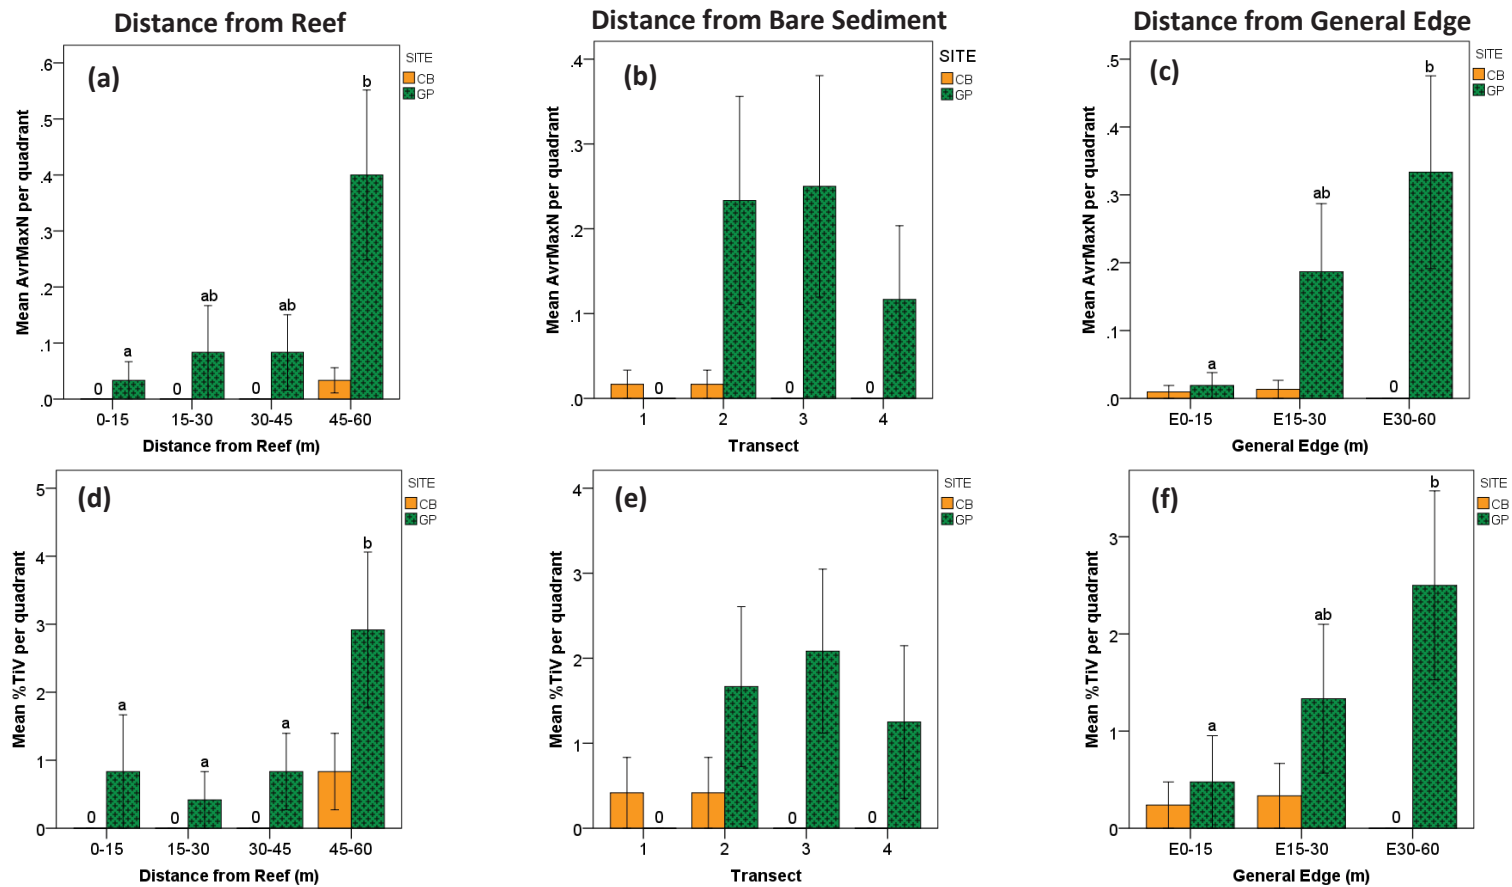 Distance from Reef
Distance from Bare Sediment
Distance from General Edge
(a)
SITE
CB
GP
Mean AvrMaxN per quadrant
.6
.5
.4
.3
.2
.1
.0
0
a
0
ab
0
ab
b
0-15
15-30
30-45
45-60
Distance from Reef (m)
(b)
SITE
CB
GP
Mean AvrMaxN per quadrant
.4
.3
.2
.1
.0
0
0
0
1
2
3
4
Transect
(c)
SITE
CB
GP
Mean AvrMaxN per quadrant
.5
.4
.3
.2
.1
.0
a
ab
0
b
E0-15
E15-30
E30-60
General Edge (m)
(d)
SITE
CB
GP
Mean %TiV per quadrant
5
4
3
2
1
0
0
a
0
a
0
a
b
0-15
15-30
30-45
45-60
Distance from Reef (m)
(e)
SITE
CB
GP
Mean %TiV per quadrant
4
3
2
1
0
0
0
0
1
2
3
4
Transect
(f)
SITE
CB
GP
Mean %TiV per quadrant
3
2
1
0
a
ab
0
b
E0-15
E15-30
E30-60
General Edge (m)